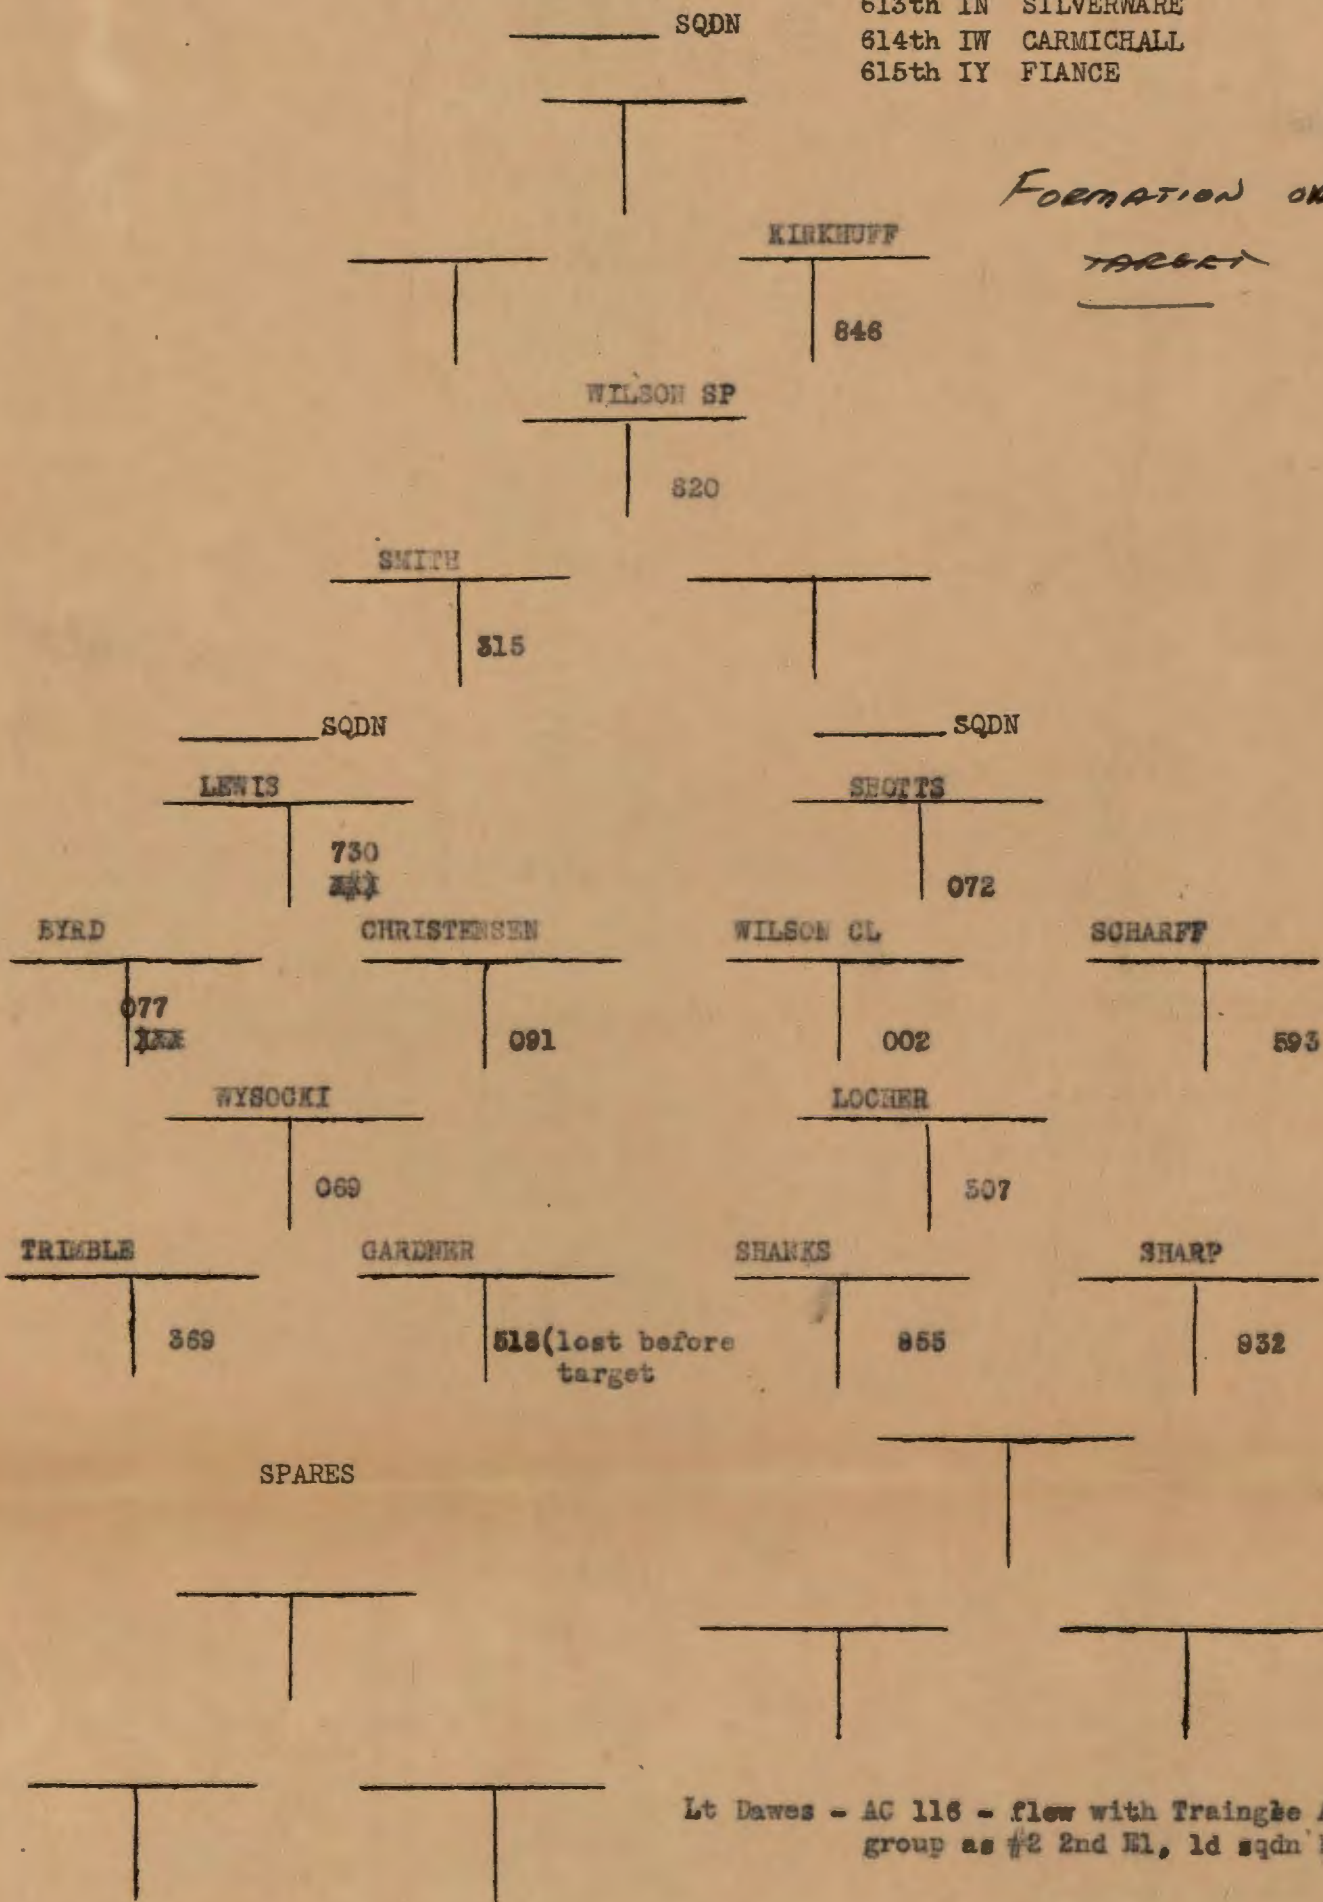 613th IN SILVERWARE
SQDN
614th IW CARMICHALL
615th IY FIANCE
FORMATION
TARGET
KIRKHUFF
846
WILSON SP
820
SMITH
315
SQDN SQDN
LEWIS SHOTTS
730
072
BYRD CHRISTENSEN WILSON CL SCHARFF
077
091 002 593
WYSOCKI LOCHER
069 307
TRIMBLE GARDNER SHANKS SHARP
369 518(lost before 855 932
target
SPARES
Lt Dawes - AC 116 - flew with Traingle
group as #2 2nd El, ld sqdn